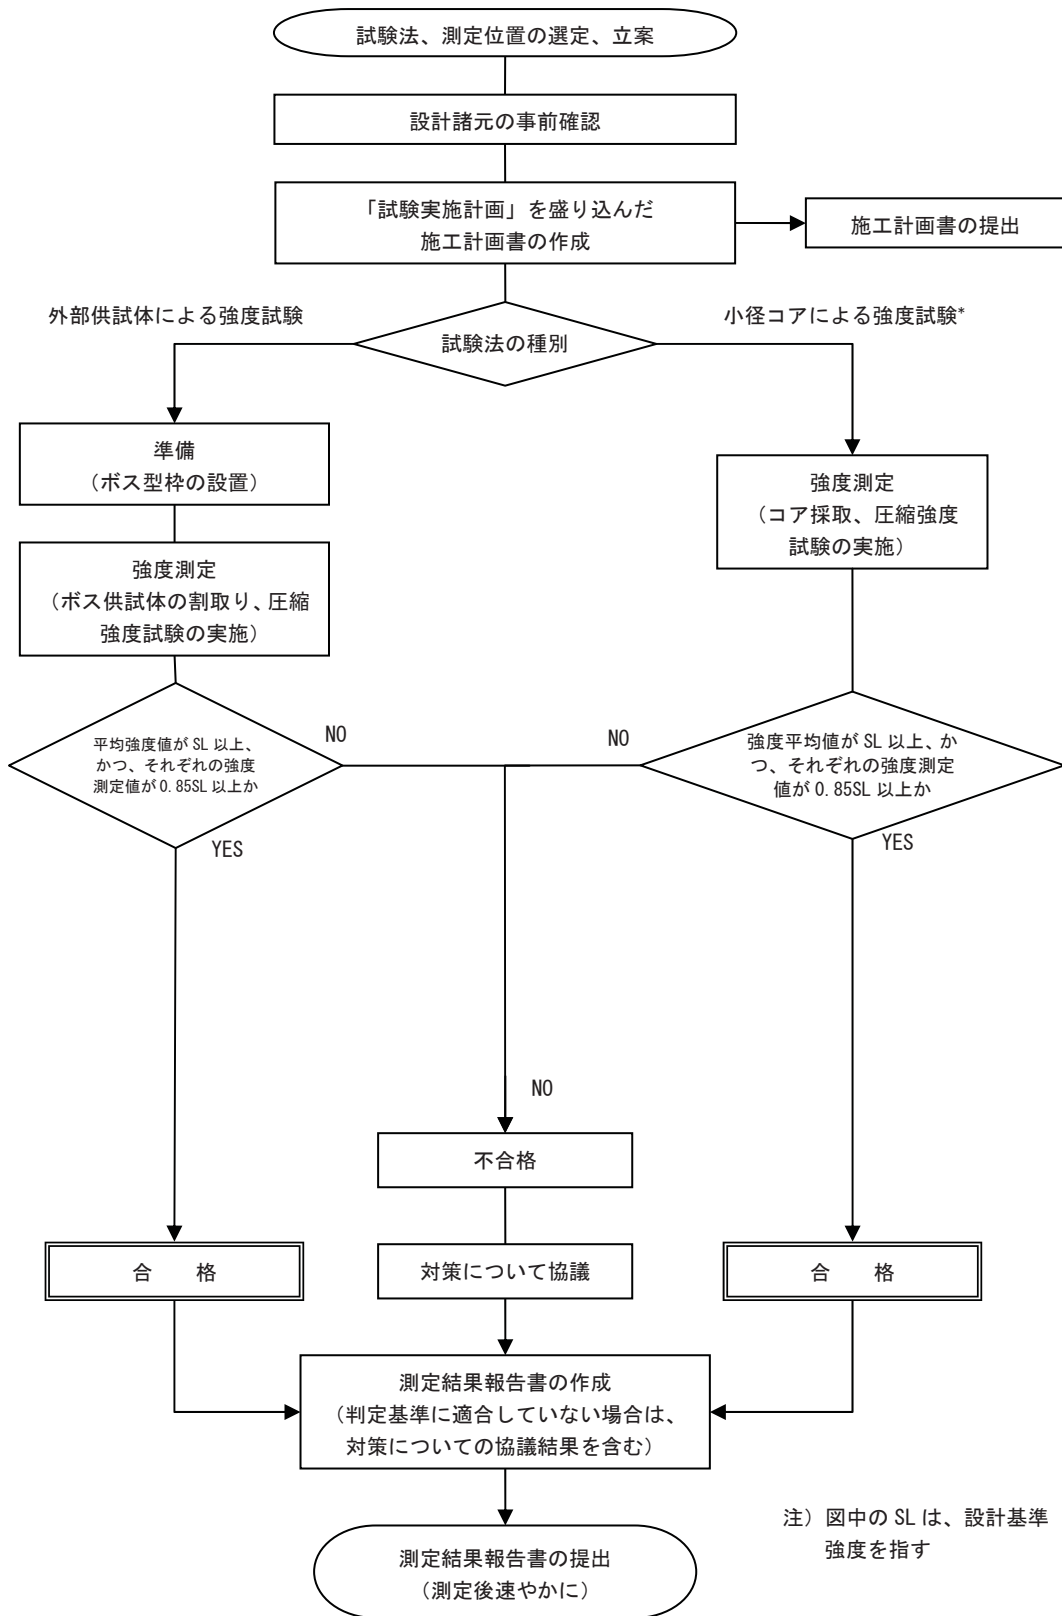 試験法、測定位置の選定、立案
設計諸元の事前確認
「試験実施計画」を盛り込んだ
施工計画書の作成
施工計画書の提出
外部供試体による強度試験
小径コアによる強度試験*
試験法の種別
準備
（ボス型枠の設置）
強度測定
（コア採取、圧縮強度
試験の実施）
強度測定
（ボス供試体の割取り、圧縮
強度試験の実施）
平均強度値が SL 以上、
かつ、それぞれの強度
測定値が 0.85SL 以上か
NO
NO
強度平均値が SL 以上、か
つ、それぞれの強度測定
値が 0.85SL 以上か
YES
YES
NO
不合格
合　格
対策について協議
合　格
測定結果報告書の作成
（判定基準に適合していない場合は、
対策についての協議結果を含む）
注）図中の SL は、設計基準
強度を指す
測定結果報告書の提出
（測定後速やかに）